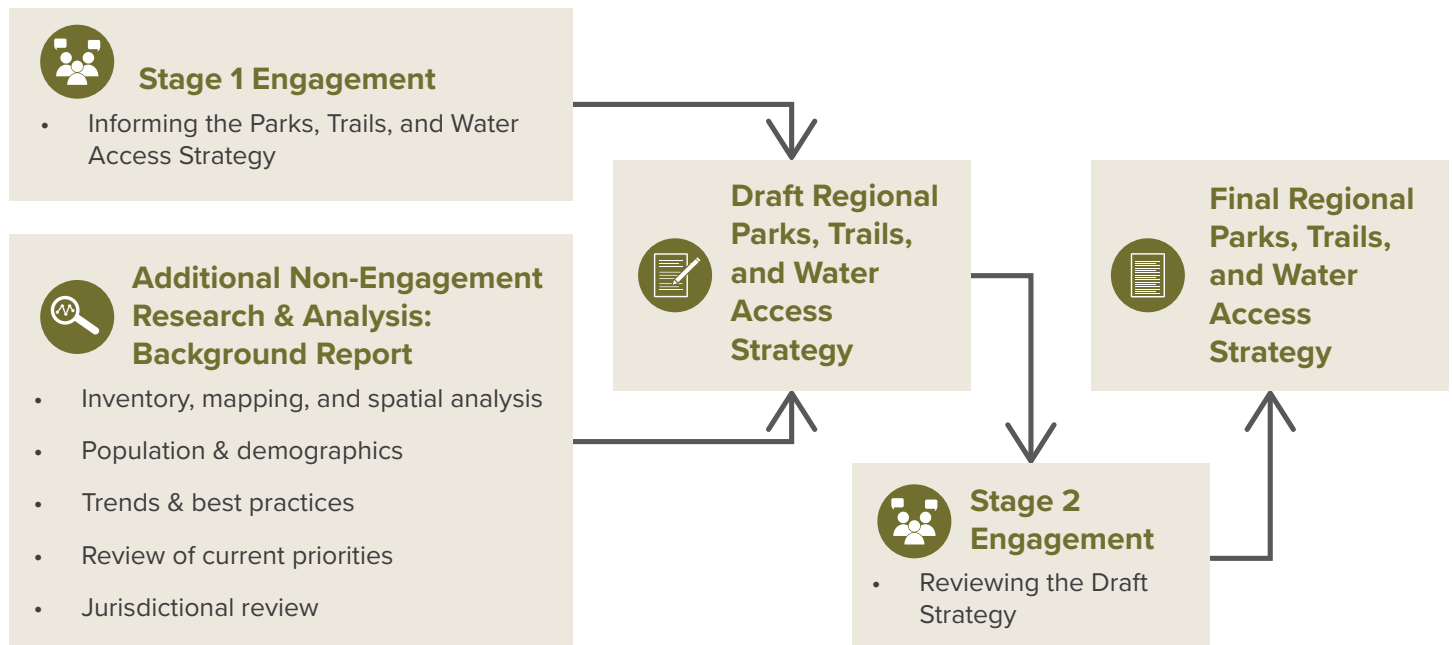 Stage 1 Engagement
• Informing the Parks, Trails, and Water
Access Strategy
Additional Non-Engagement
Research & Analysis:
Background Report
• Inventory, mapping, and spatial analysis
• Population & demographics
• Trends & best practices
• Review of current priorities
• Jurisdictional review
Draft Regional
Parks, Trails,
and Water
Access
Strategy
Stage 2
Engagement
• Reviewing the Draft
Strategy
Final Regional
Parks, Trails,
and Water
Access
Strategy